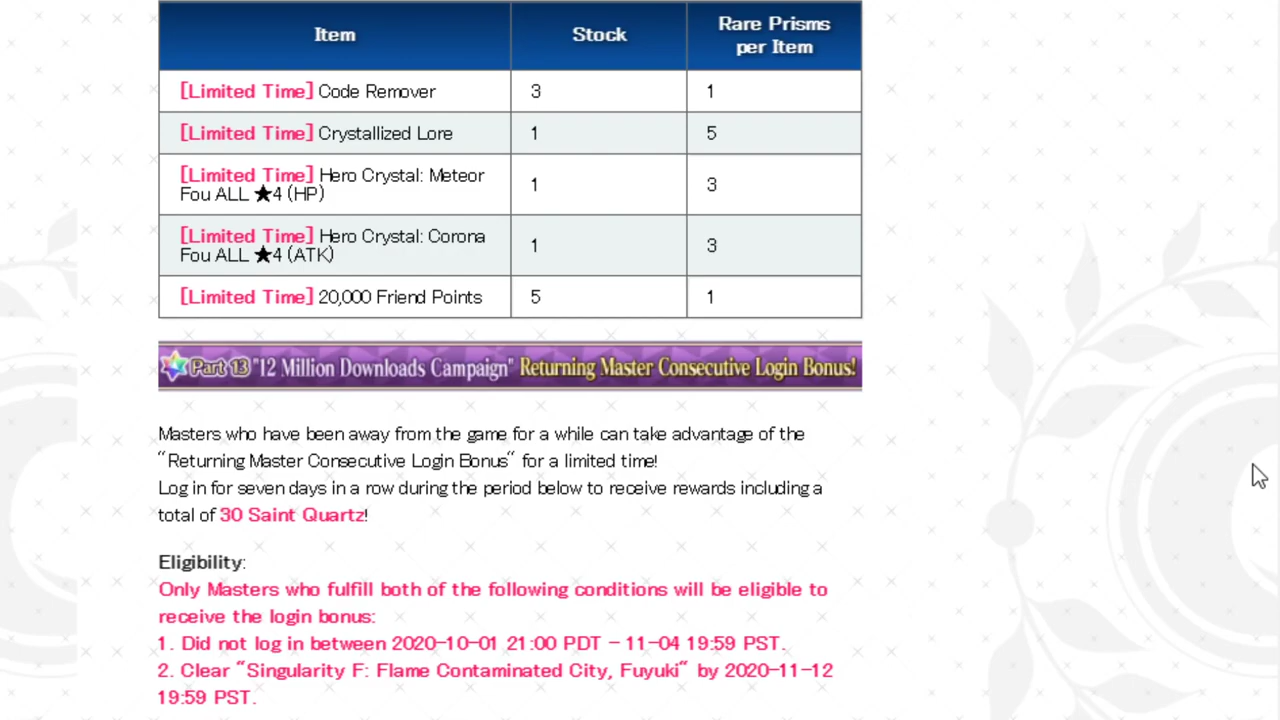 Item Stock Rare Prisms per Item
[Limited Time] Code Remover 3 1
[Limited Time] Crystallized Lore 1 5
[Limited Time] Hero Crystal: Meteor
Fou ALL ★4 (HP) 1 3
[Limited Time] Hero Crystal: Corona
Fou ALL ★4 (ATK) 1 3
[Limited Time] 20,000 Friend Points 5 1
Part 13 "12 Million Downloads Campaign" Returning Master Consecutive Login Bonus!
Masters who have been away from the game for a while can take advantage of the
"Returning Master Consecutive Login Bonus" for a limited time!
Log in for seven days in a row during the period below to receive rewards including a
total of 30 Saint Quartz!
Eligibility:
Only Masters who fulfill both of the following conditions will be eligible to
receive the login bonus:
1. Did not log in between 2020-10-01 21:00 PDT - 11-04 19:59 PST.
2. Clear "Singularity F: Flame Contaminated City, Fuyuki" by 2020-11-12
19:59 PST.